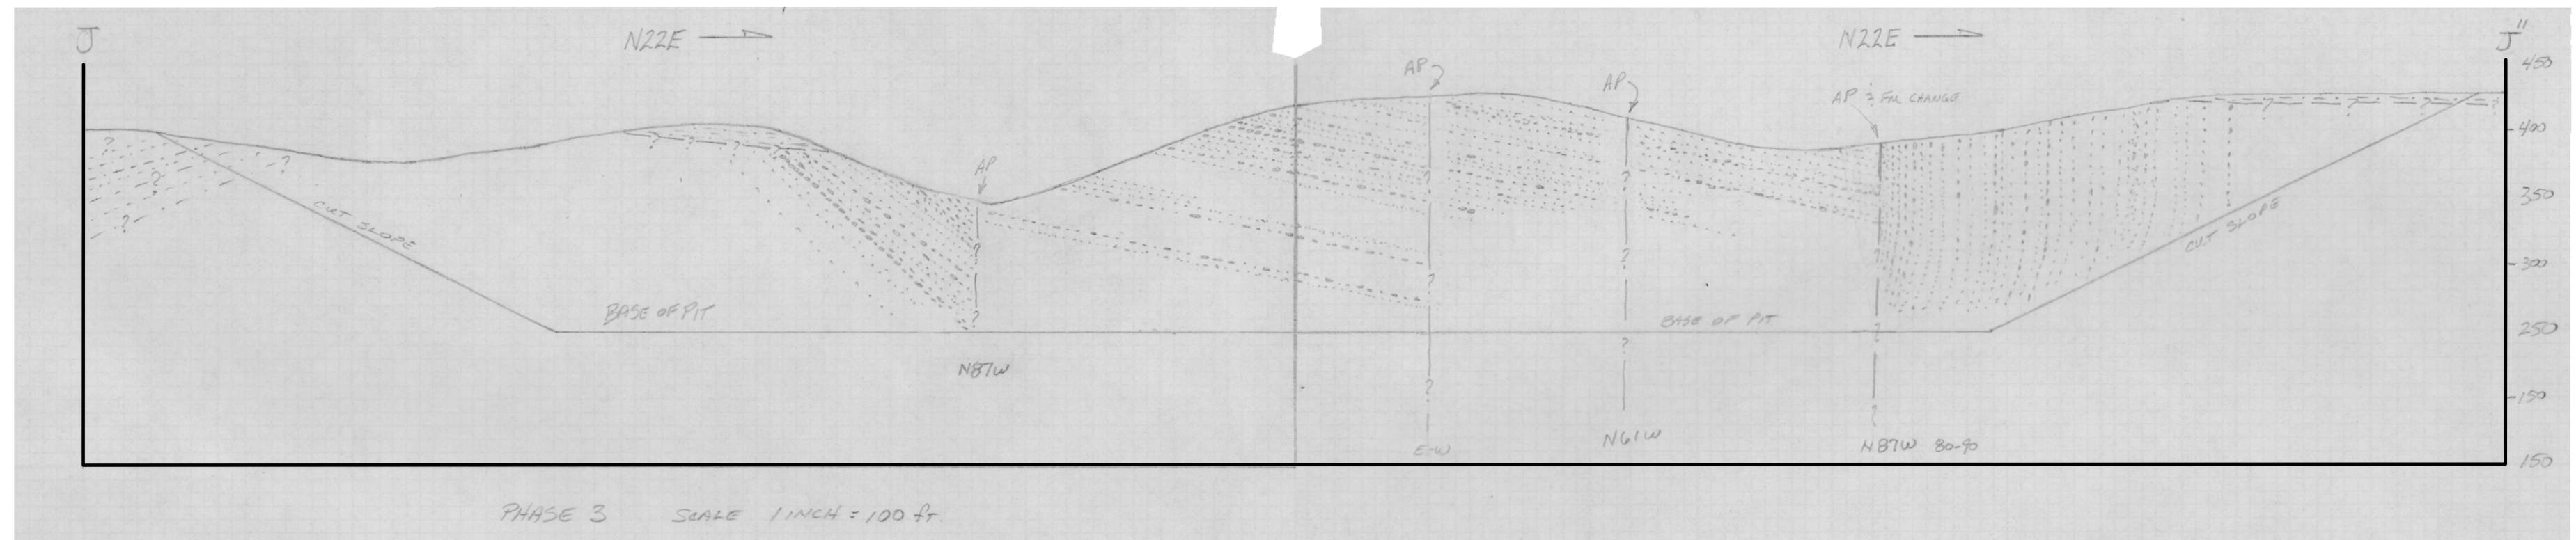 J
N22E
N22E
J"
450
AP
AP
AP & FM CHANGE
?
?
?
?
400
?
?
?
?
?
?
?
?
AP
?
?
350
CUT SLOPE
CUT SLOPE
?
?
?
?
300
?
BASE OF PIT
?
BASE OF PIT
?
250
?
N87W
?
150
?
E-W
N61W
N87W 80-90
150
PHASE 3 SCALE 1 INCH = 100 ft.